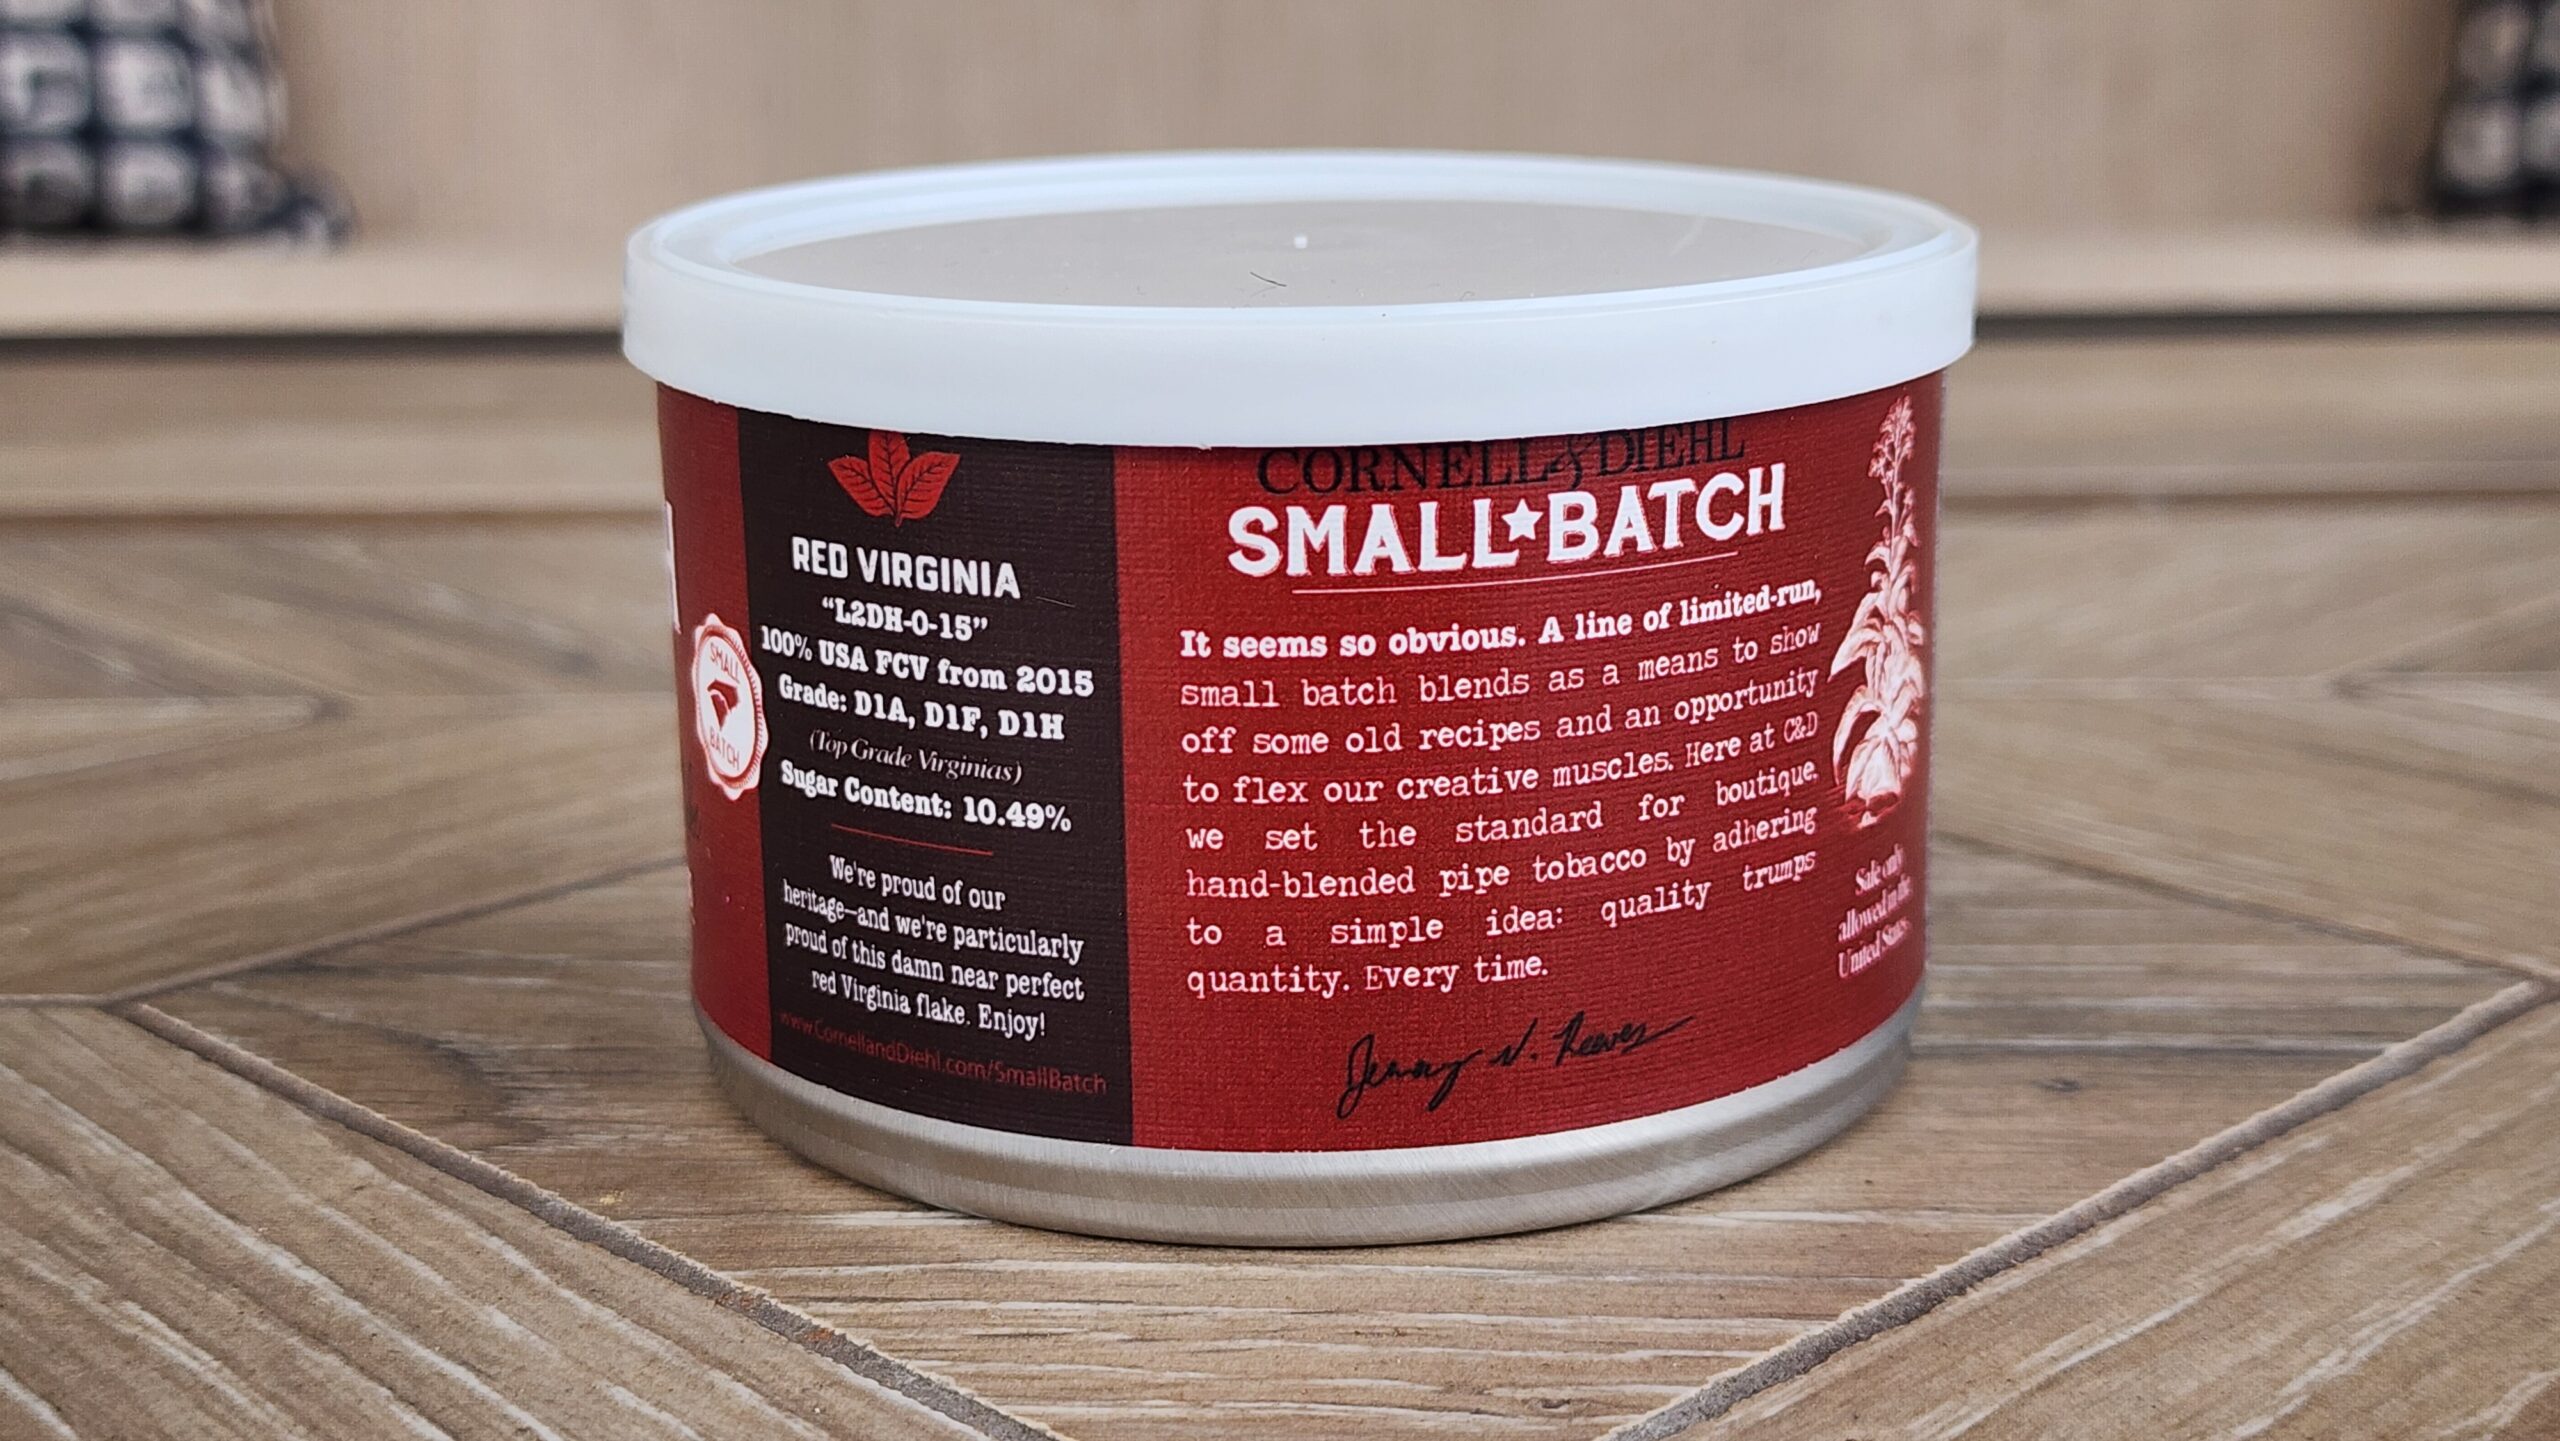 SMALL
BATCH
RED VIRGINIA
“L2DH-0-15”
100% USA FCV from 2015
Grade: D1A, D1F, D1H
(Top Grade Virginias)
Sugar Content: 10.49%
We're proud of our
heritage—and we're particularly
proud of this damn near perfect
red Virginia flake. Enjoy!
www.CornellandDiehl.com/SmallBatch
CORNELL & DIEHL
SMALL★BATCH
It seems so obvious. A line of limited-run,
small batch blends as a means to show
off some old recipes and an opportunity
to flex our creative muscles. Here at C&D
we set the standard for boutique,
hand-blended pipe tobacco by adhering
to a simple idea: quality trumps
quantity. Every time.
Jeremy N. Reeves
Sale only
allowed in the
United States